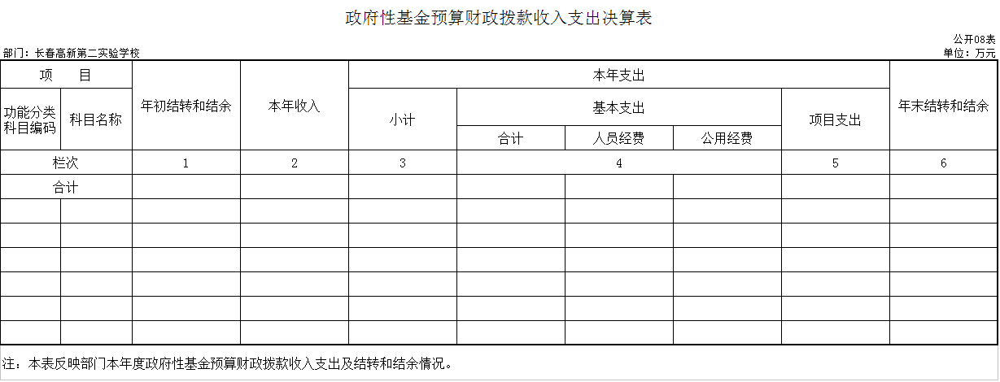 政府性基金预算财政拨款收入支出决算表
公开08表
部门：长春高新第二实验学校
单位：万元
项 目
年初结转和结余
本年收入
本年支出
年末结转和结余
功能分类
科目编码
科目名称
小计
基本支出
项目支出
合计
人员经费
公用经费
栏次
1
2
3
4
5
6
合计
注：本表反映部门本年度政府性基金预算财政拨款收入支出及结转和结余情况。